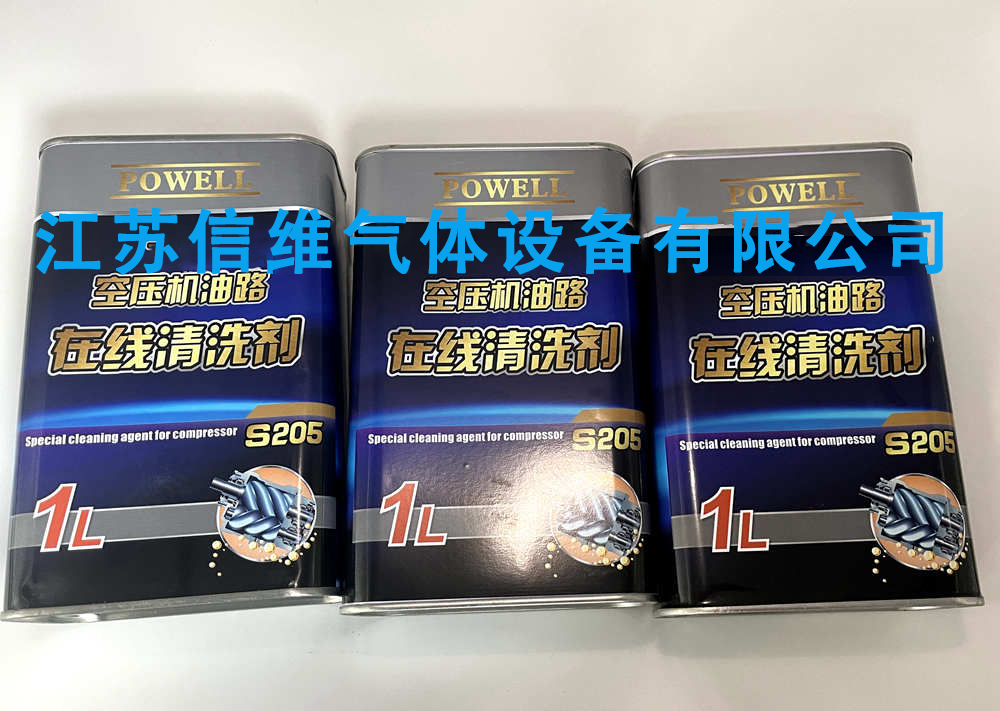 POWELL
POWELL
POWELL
江苏信维气体设备有限公司
空压机油路
在线清洗剂
Special cleaning agent for compressor
S205
1L
空压机油路
在线清洗剂
Special cleaning agent for compressor
S205
1L
空压机油路
在线清洗剂
Special cleaning agent for compressor
S205
1L